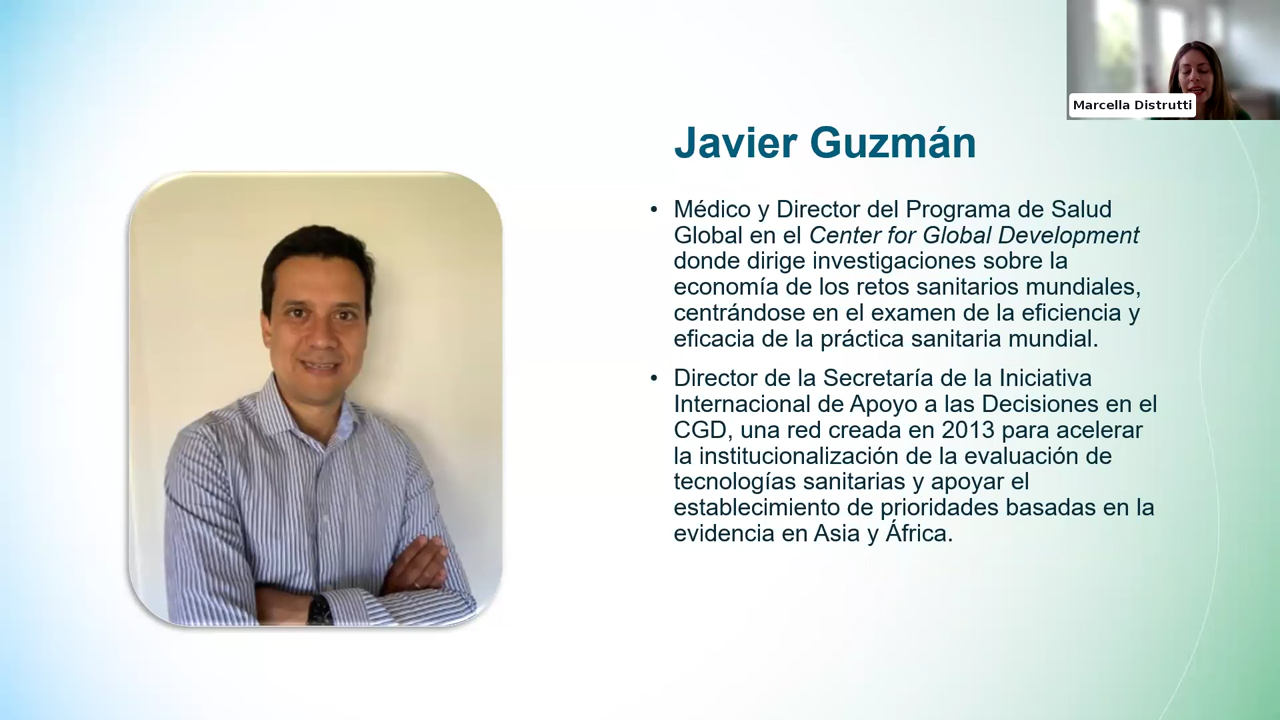 Marcella Distrutti
Javier Guzmán
• Médico y Director del Programa de Salud
Global en el Center for Global Development
donde dirige investigaciones sobre la
economía de los retos sanitarios mundiales,
centrándose en el examen de la eficiencia y
eficacia de la práctica sanitaria mundial.
• Director de la Secretaría de la Iniciativa
Internacional de Apoyo a las Decisiones en el
CGD, una red creada en 2013 para acelerar
la institucionalización de la evaluación de
tecnologías sanitarias y apoyar el
establecimiento de prioridades basadas en la
evidencia en Asia y África.